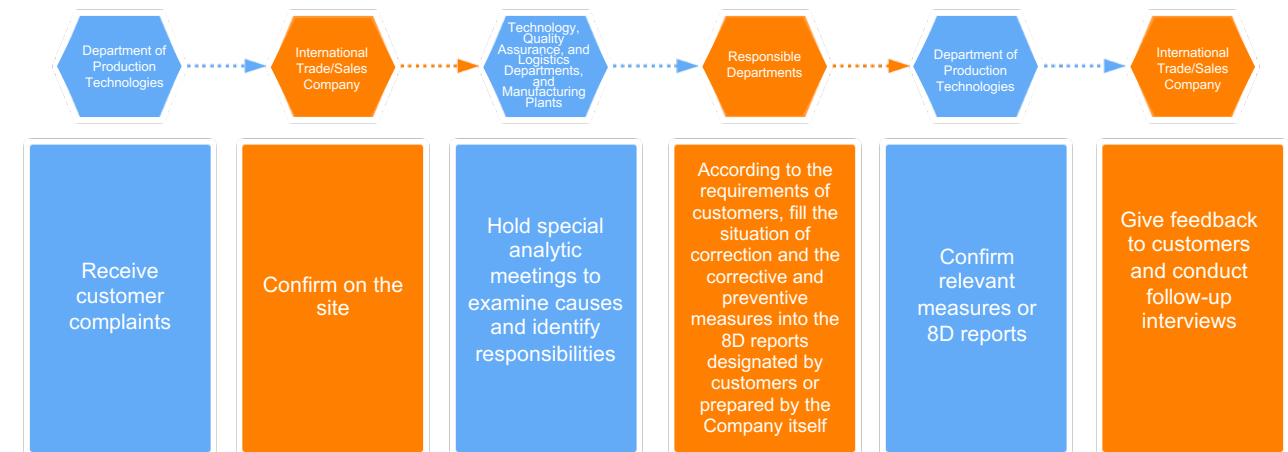 Department of
Production
Technologies
International
Trade/Sales
Company
Technology,
Quality
Assurance, and
Logistics
Departments,
and
Manufacturing
Plants
Responsible
Departments
Department of
Production
Technologies
International
Trade/Sales
Company
Receive
customer
complaints
Confirm on the
site
Hold special
analytic
meetings to
examine causes
and identify
responsibilities
According to the
requirements of
customers, fill the
situation of
correction and the
corrective and
preventive
measures into the
8D reports
designated by
customers or
prepared by the
Company itself
Confirm
relevant
measures or
8D reports
Give feedback
to customers
and conduct
follow-up
interviews